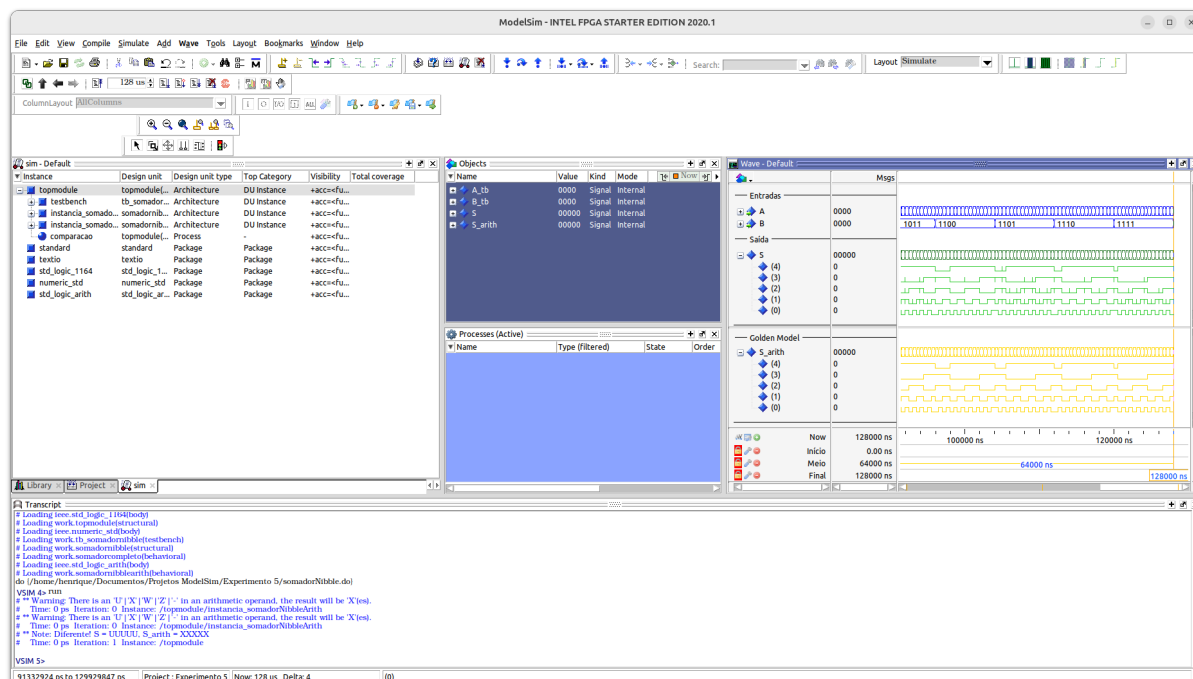 ModelSim - INTEL FPGA STARTER EDITION 2020.1
File Edit View Compile Simulate Add Wave Tools Layout Bookmarks Window Help
Search:
Layout Simulate
128 us
ColumnLayout AllColumns
sim - Default
Instance Design unit Design unit type Top Category Visibility Total coverage
topmodule topmodule(... Architecture DU Instance +acc=<fu...
testbench tb_somador... Architecture DU Instance +acc=<fu...
instancia_somado... somadornib... Architecture DU Instance +acc=<fu...
instancia_somado... somadornib... Architecture DU Instance +acc=<fu...
comparacao topmodule(... Process - +acc=<fu...
standard standard Package Package +acc=<fu...
textio textio Package Package +acc=<fu...
std_logic_1164 std_logic_1... Package Package +acc=<fu...
numeric_std numeric_std Package Package +acc=<fu...
std_logic_arith std_logic_ar... Package Package +acc=<fu...
Library Project sim
Objects
Name Value Kind Mode Now
A_tb 0000 Signal Internal
B_tb 0000 Signal Internal
S 00000 Signal Internal
S_arith 00000 Signal Internal
Processes (Active)
Name Type (filtered) State Order
Wave - Default
Msgs
Entradas
A 0000
B 0000 1011 1100 1101 1110 1111
Saída
S 00000
(4) 0
(3) 0
(2) 0
(1) 0
(0) 0
Golden Model
S_arith 00000
(4) 0
(3) 0
(2) 0
(1) 0
(0) 0
Now 128000 ns 100000 ns 120000 ns
Início 0.00 ns
Meio 64000 ns 64000 ns
Final 128000 ns 128000 ns
Transcript
# Loading ieee.std_logic_1164(body)
# Loading work.topmodule(structural)
# Loading ieee.numeric_std(body)
# Loading work.tb_somadornibble(testbench)
# Loading work.somadornibble(structural)
# Loading work.somadorcompleto(behavioral)
# Loading ieee.std_logic_arith(body)
# Loading work.somadornibblearith(behavioral)
do {/home/henrique/Documentos/Projetos ModelSim/Experimento 5/somadorNibble.do}
VSIM 4> run
# ** Warning: There is an 'U'|'X'|'W'|'Z'|'-' in an arithmetic operand, the result will be 'X'(es).
# Time: 0 ps Iteration: 0 Instance: /topmodule/instancia_somadorNibbleArith
# ** Warning: There is an 'U'|'X'|'W'|'Z'|'-' in an arithmetic operand, the result will be 'X'(es).
# Time: 0 ps Iteration: 0 Instance: /topmodule/instancia_somadorNibbleArith
# ** Note: Diferente! S = UUUUU, S_arith = XXXXX
# Time: 0 ps Iteration: 1 Instance: /topmodule
VSIM 5>
91332924 ps to 129929847 ps Project : Experimento 5 Now: 128 us Delta: 4 (0)